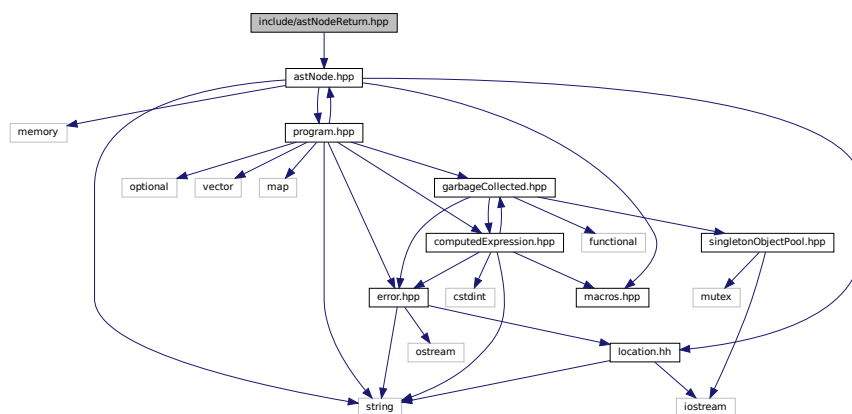 include/astNodeReturn.hpp
astNode.hpp
memory
program.hpp
optional
vector
map
garbageCollected.hpp
computedExpression.hpp
functional
singletonObjectPool.hpp
error.hpp
cstdint
macros.hpp
mutex
ostream
location.hh
string
iostream